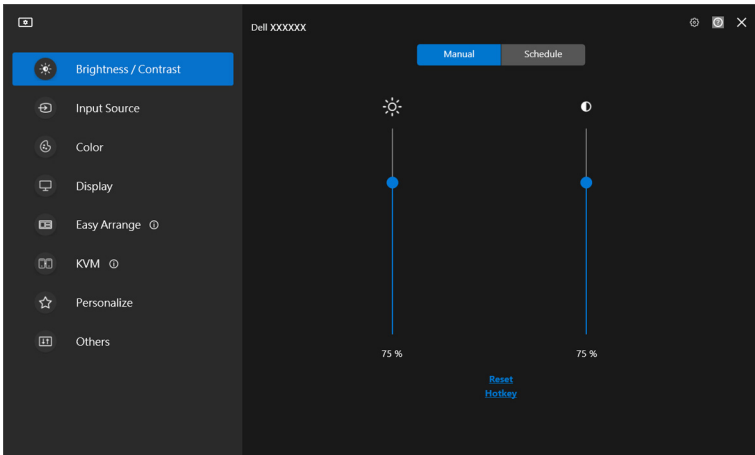 Dell XXXXXX
Manual
Schedule
Brightness / Contrast
Input Source
Color
Display
Easy Arrange
KVM
Personalize
Others
75 %
75 %
Reset
Hotkey